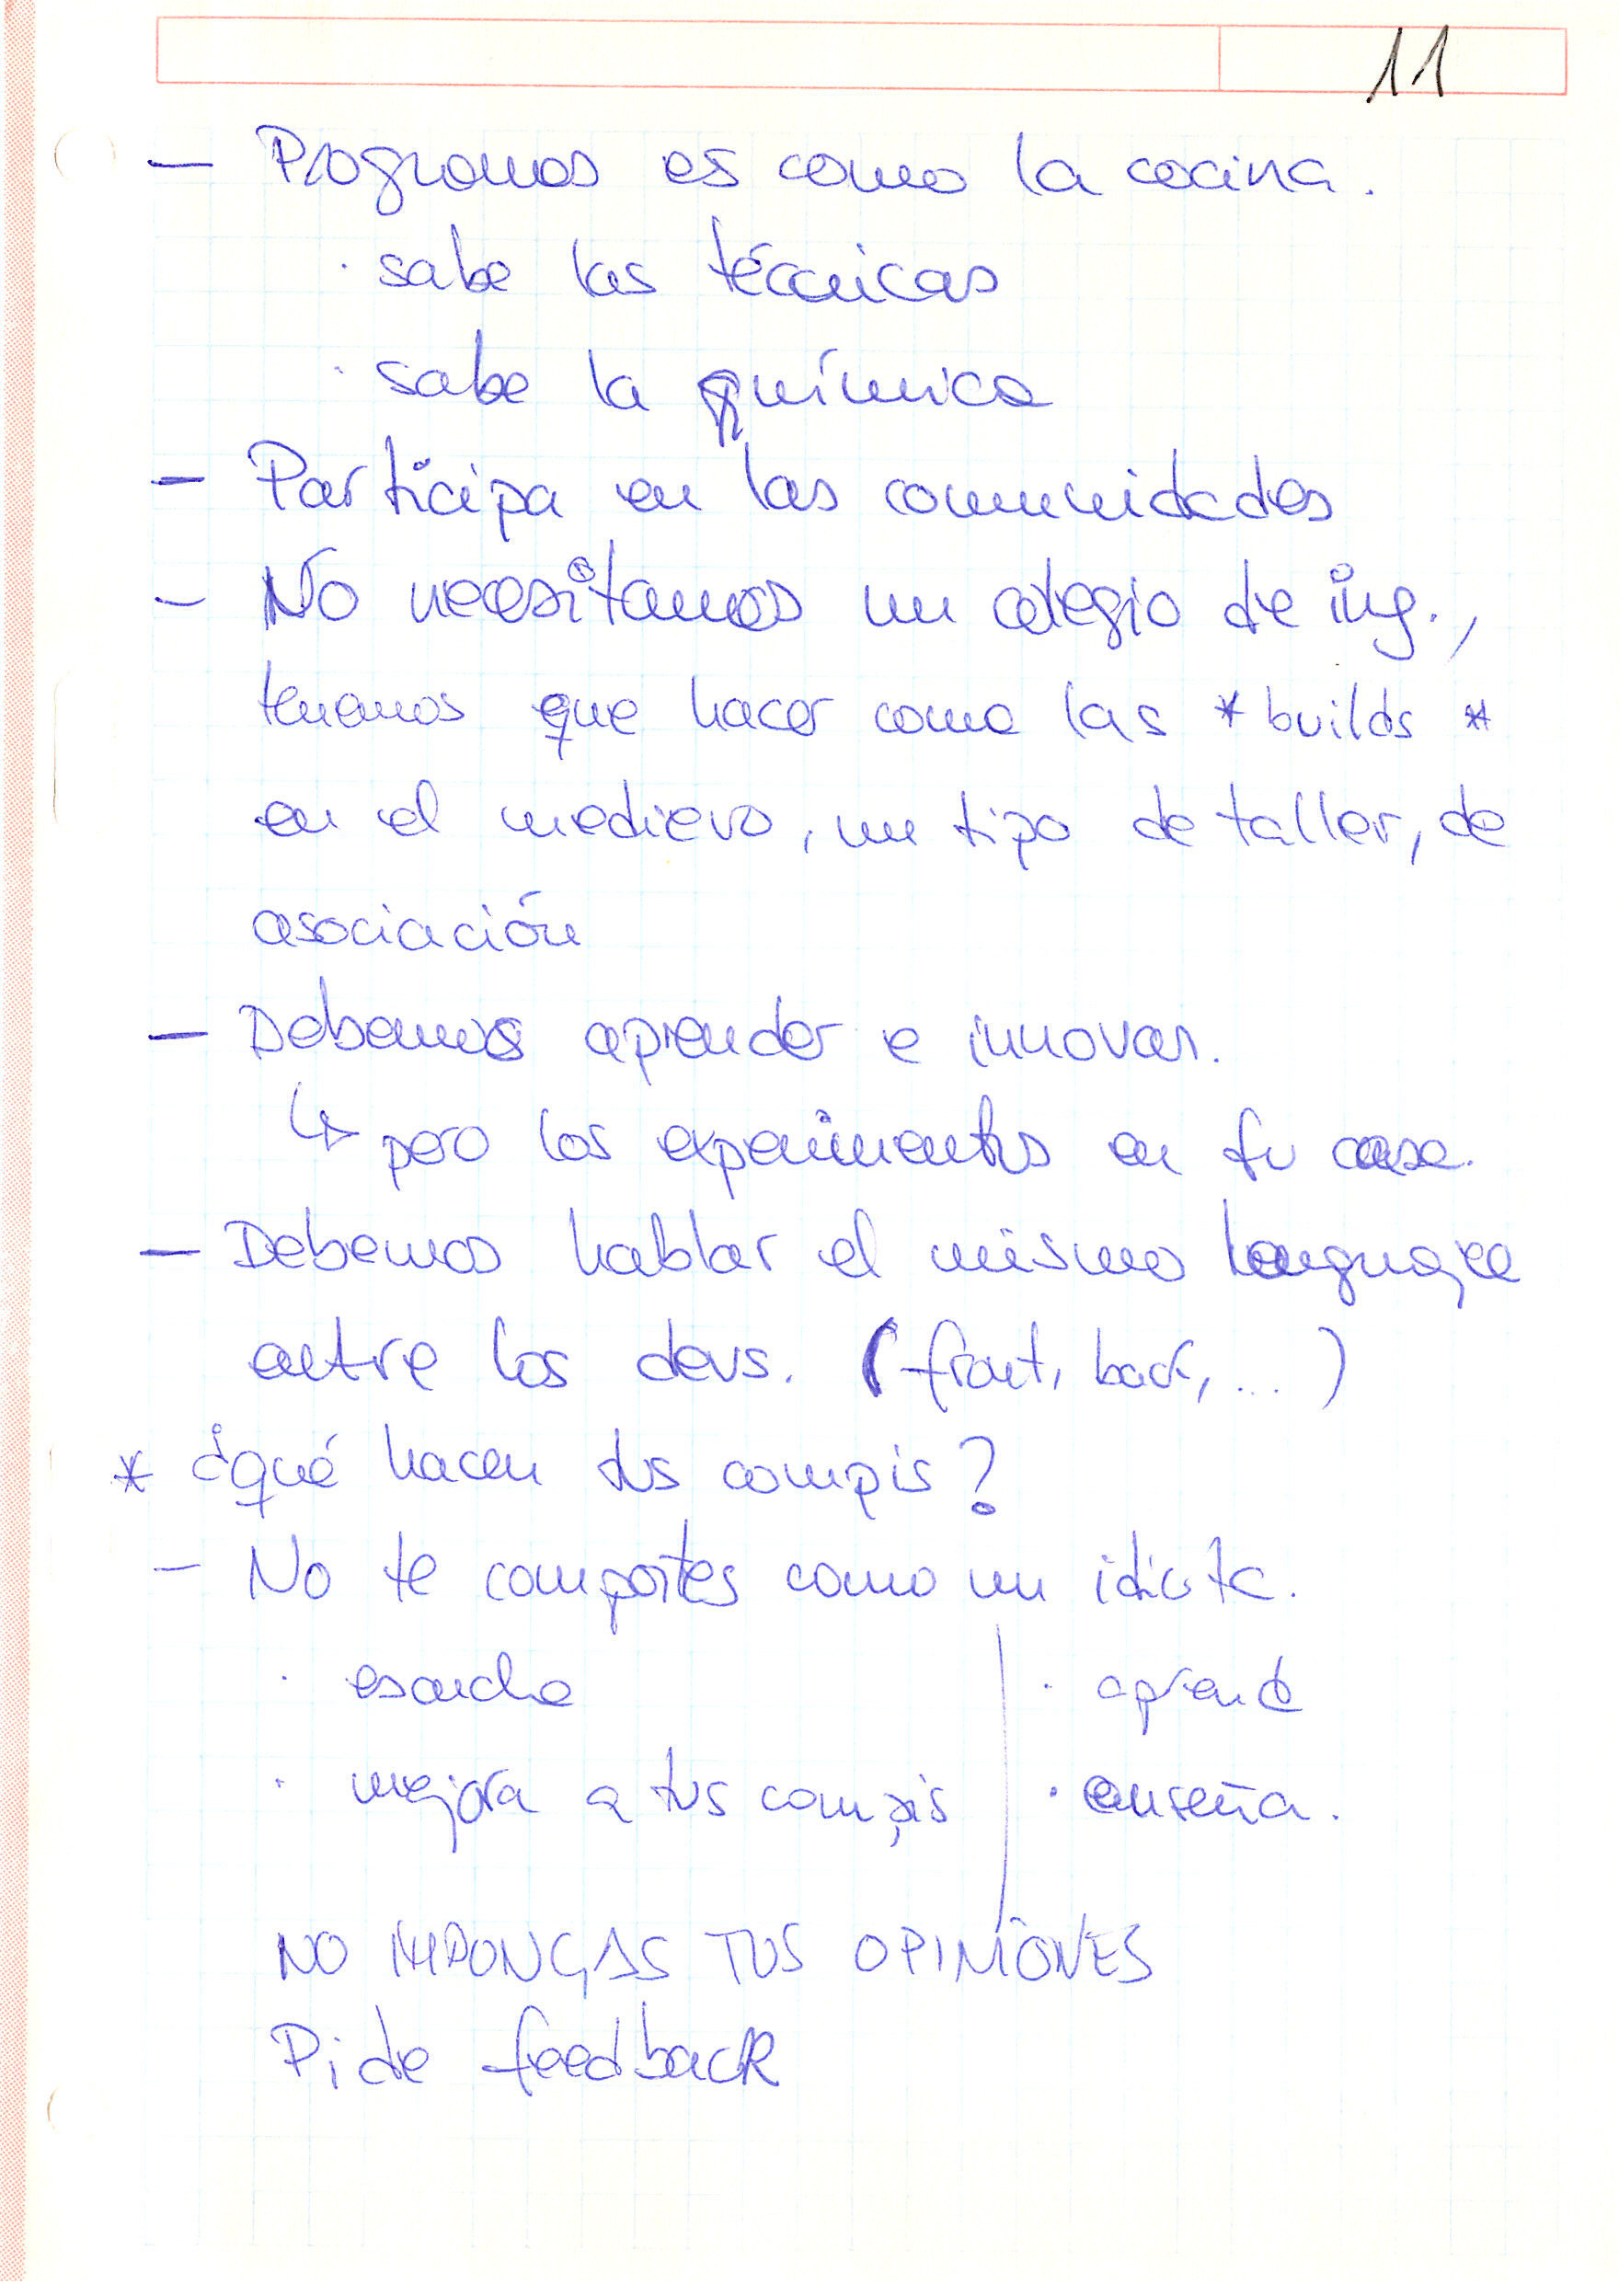 11
- Programas es como la cocina.
· sabe las técnicas
· sabe la química
- Participa en las comunidades
- No necesitamos un colegio de ing.,
tenemos que hacer como las *builds*
en el medievo, un tipo de taller, de
asociación
- Debemos aprender e innovar.
↳ pero los experimentos en tu casa.
- Debemos hablar el mismo lenguaje
entre los devs. (front, back, ...)
* ¿qué hacen tus compis?
- No te comportes como un idiota.
· escucha · aprende
· mejora a tus compis · enseña.
NO IMPONGAS TUS OPINIONES
Pide feedback